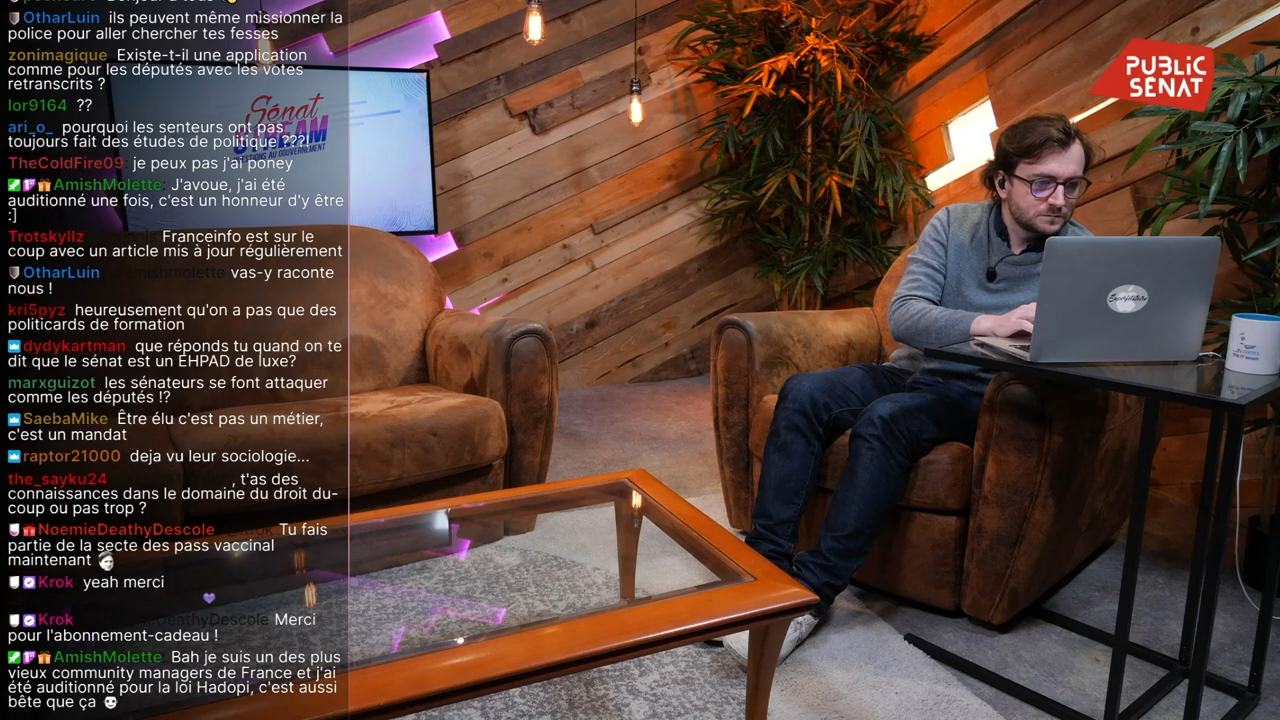 OtharLuin ils peuvent même missionner la
police pour aller chercher tes fesses
zonimagique Existe-t-il une application
comme pour les députés avec les votes
retranscrits ?
lor9164 ??
ari_o_ pourquoi les senteurs ont pas
toujours fait des études de politique ???!
TheColdFire09 je peux pas j'ai poney
AmishMolette J'avoue, j'ai été
auditionné une fois, c'est un honneur d'y être
:]
Trotskyllz Franceinfo est sur le
coup avec un article mis à jour régulièrement
OtharLuin amishmolette vas-y raconte
nous !
kri5pyz heureusement qu'on a pas que des
politicards de formation
dydykartman que réponds tu quand on te
dit que le sénat est un EHPAD de luxe?
marxguizot les sénateurs se font attaquer
comme les députés !?
SaebaMike Être élu c'est pas un métier,
c'est un mandat
raptor21000 deja vu leur sociologie...
the_sayku24 , t'as des
connaissances dans le domaine du droit du-
coup ou pas trop ?
NoemieDeathyDescole Tu fais
partie de la secte des pass vaccinal
maintenant
Krok yeah merci
Krok DeathyDescole Merci
pour l'abonnement-cadeau !
AmishMolette Bah je suis un des plus
vieux community managers de France et j'ai
été auditionné pour la loi Hadopi, c'est aussi
bête que ça
Sénat
STREAM
QUESTIONS AU GOUVERNEMENT
PUBLIC
SÉNAT